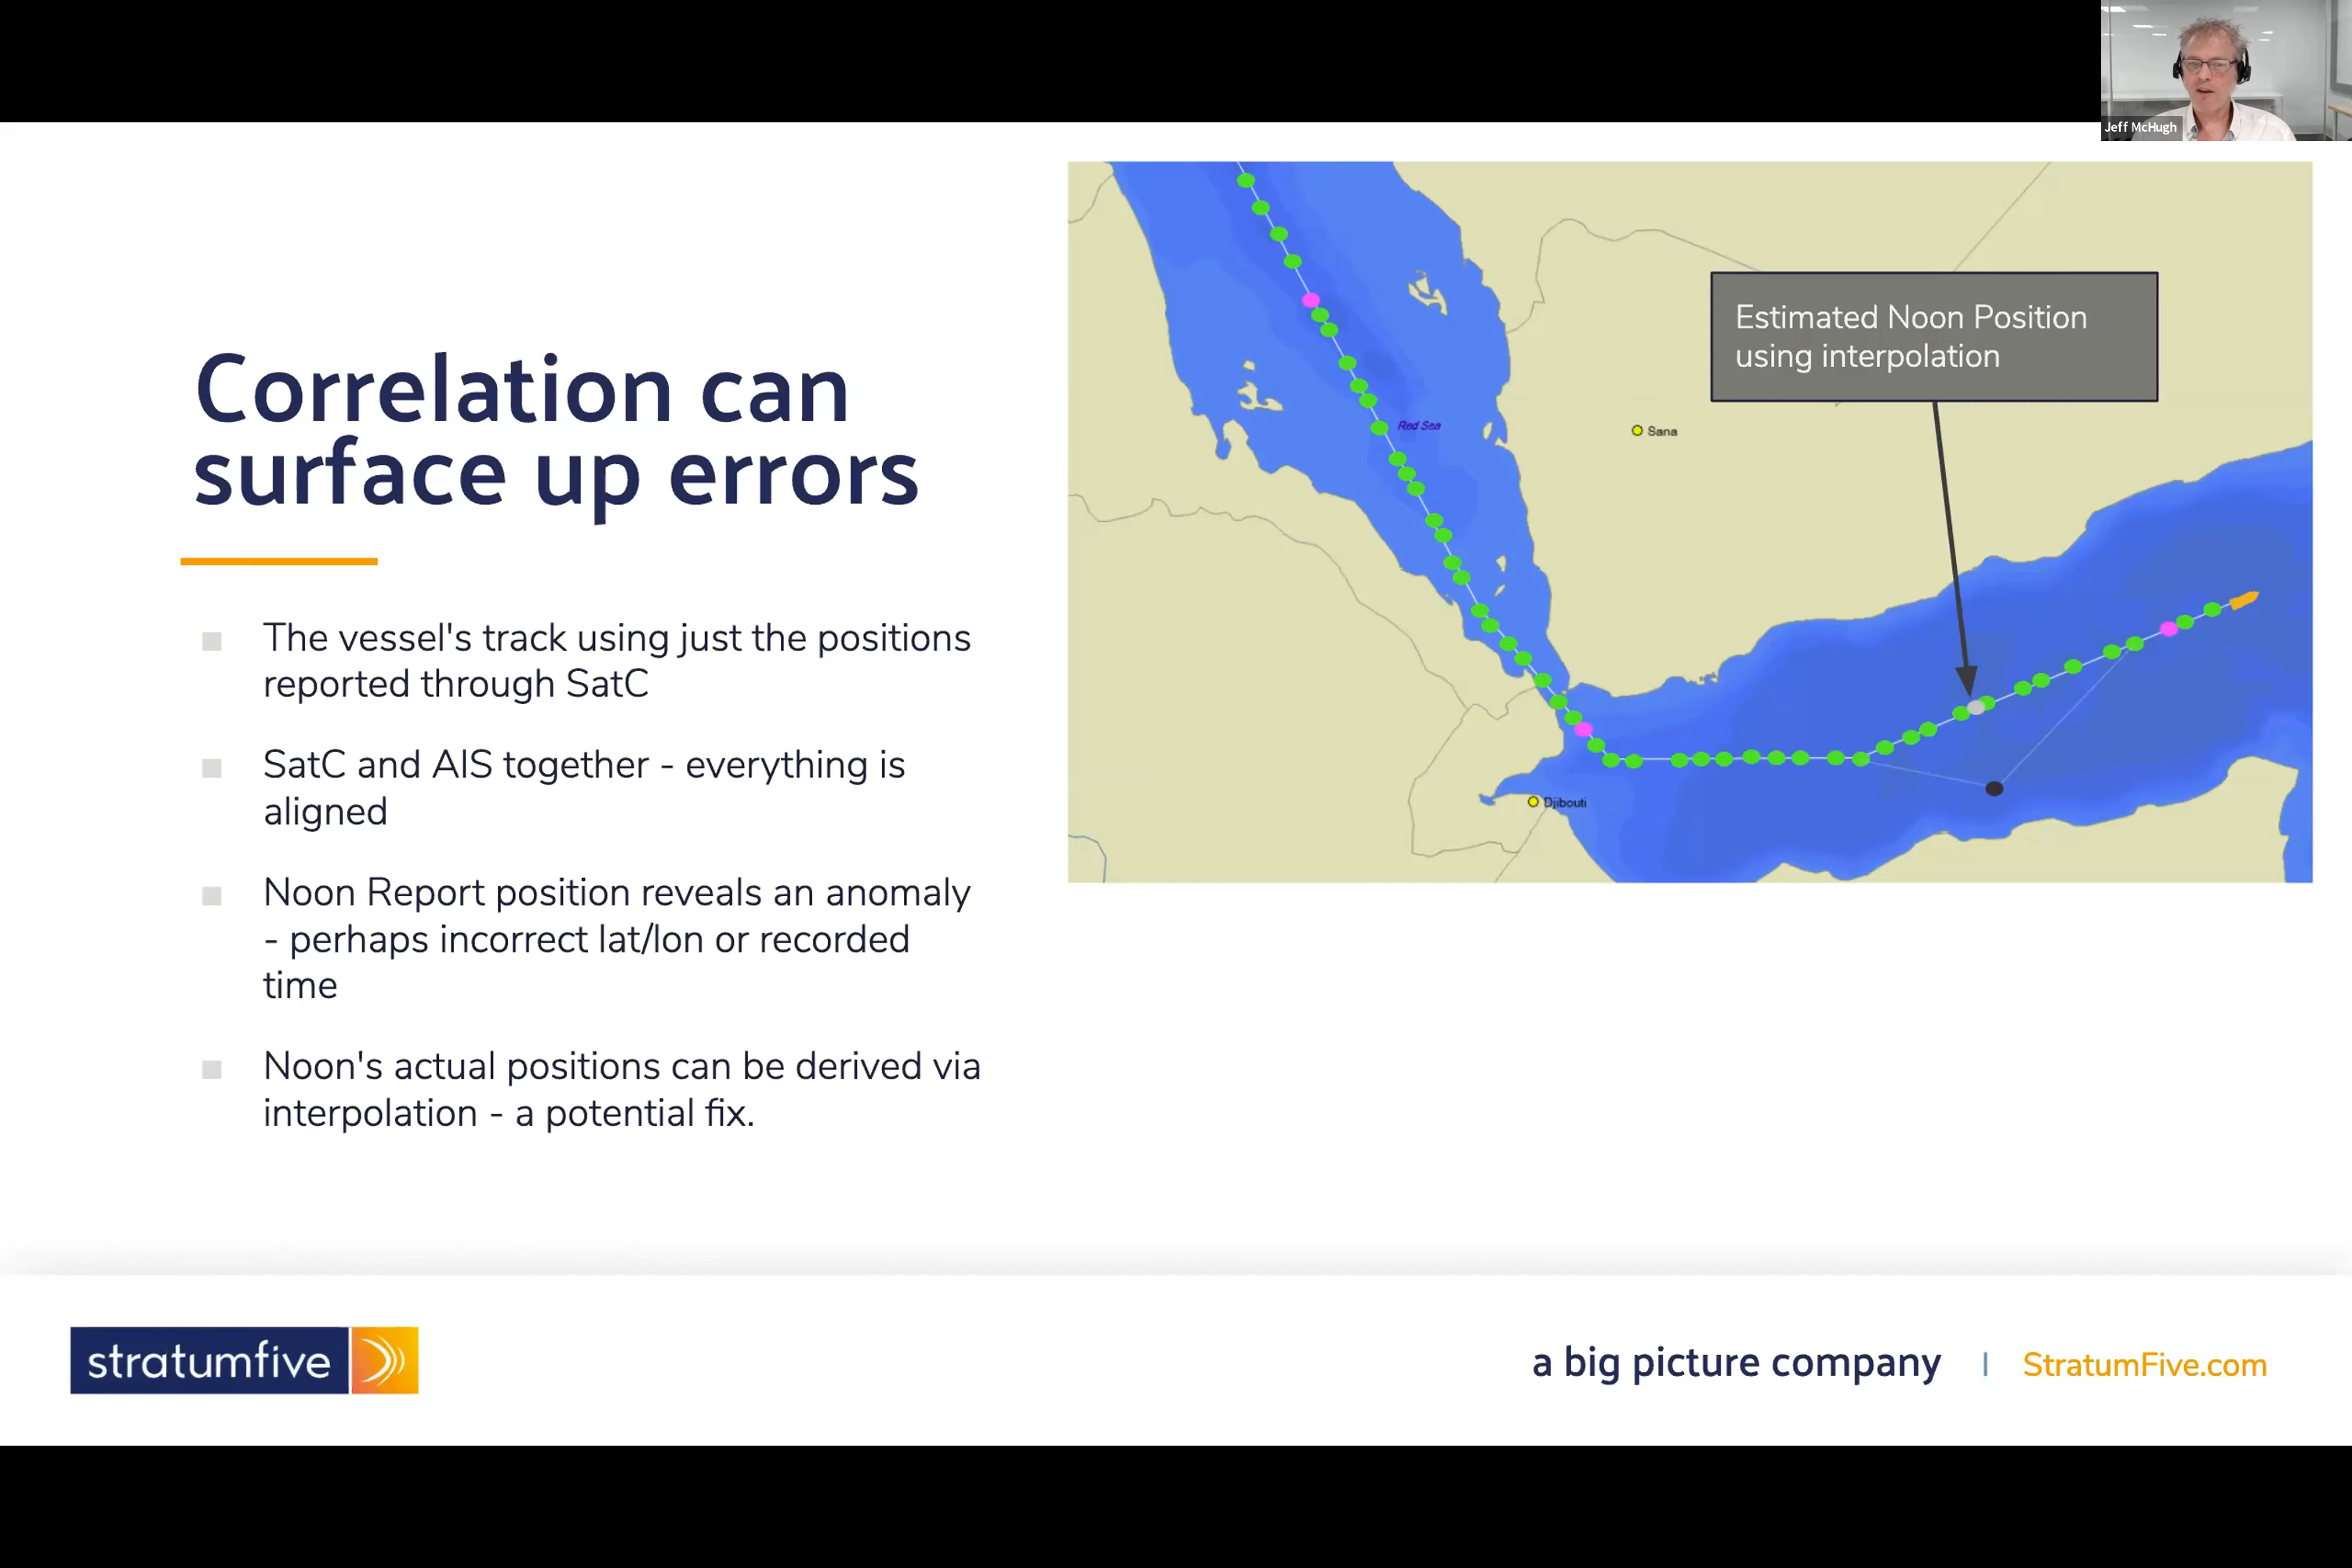 Jeff McHugh
Correlation can
surface up errors
The vessel's track using just the positions
reported through SatC
SatC and AIS together - everything is
aligned
Noon Report position reveals an anomaly
- perhaps incorrect lat/lon or recorded
time
Noon's actual positions can be derived via
interpolation - a potential fix.
Estimated Noon Position
using interpolation
Red Sea
Sana
Djibouti
stratumfive
a big picture company | StratumFive.com